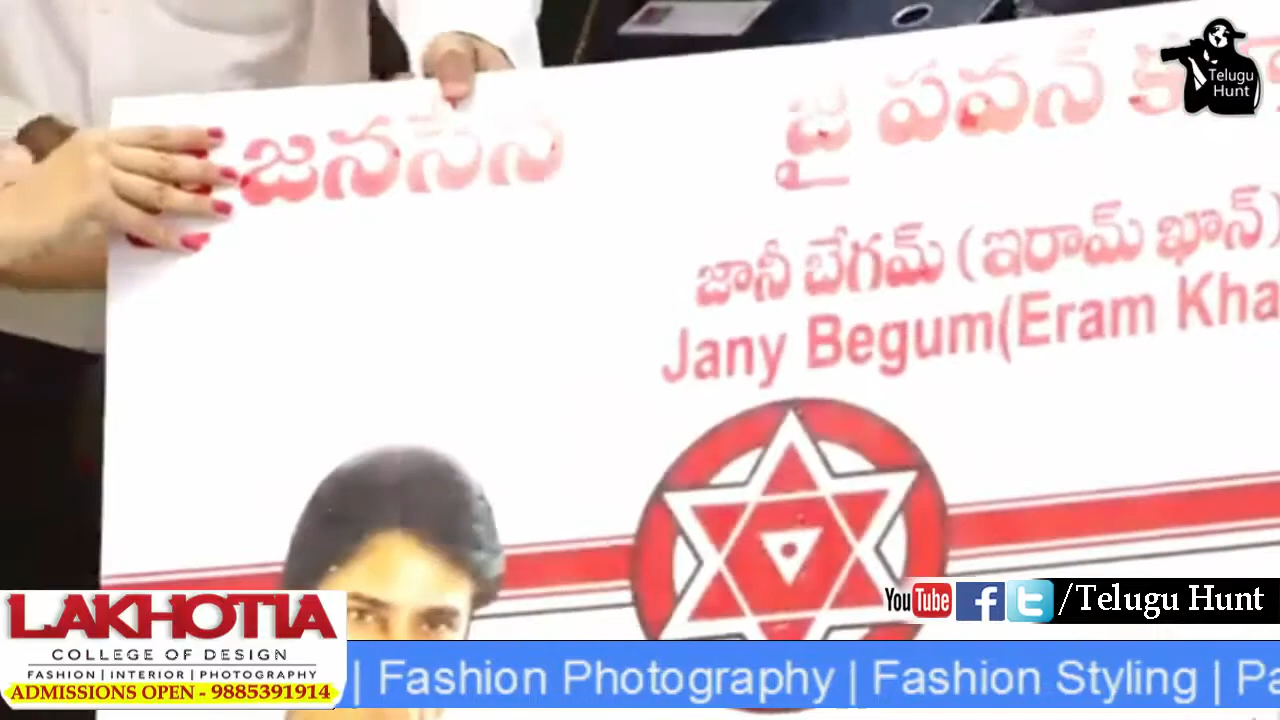 Telugu
Hunt
జనసేన
జై పవన్
జానీ బేగమ్ (ఇరామ్ ఖాన్)
Jany Begum(Eram Kha
YouTube f /Telugu Hunt
LAKHOTIA
COLLEGE OF DESIGN
FASHION | INTERIOR | PHOTOGRAPHY
ADMISSIONS OPEN - 9885391914
| Fashion Photography | Fashion Styling | Pa